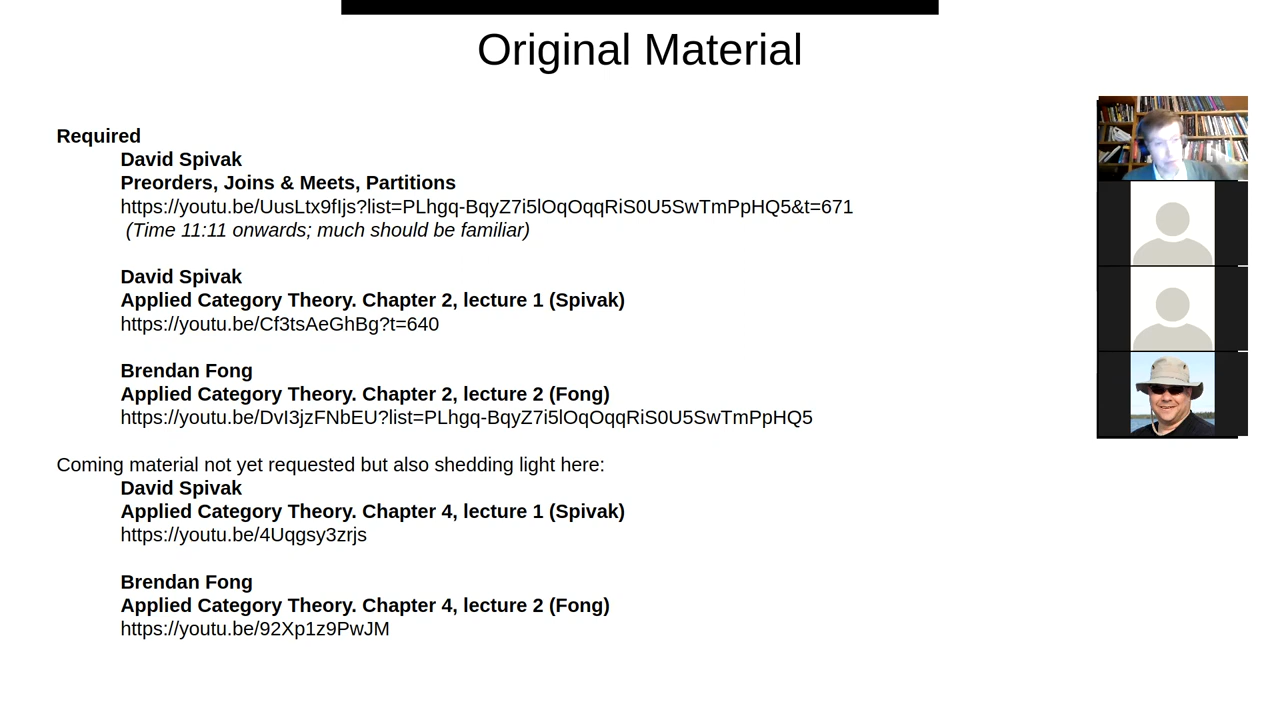 Original Material
Required
David Spivak
Preorders, Joins & Meets, Partitions
https://youtu.be/UusLtx9fIjs?list=PLhgq-BqyZ7i5lOqOqqRiS0U5SwTmPpHQ5&t=671
(Time 11:11 onwards; much should be familiar)
David Spivak
Applied Category Theory. Chapter 2, lecture 1 (Spivak)
https://youtu.be/Cf3tsAeGhBg?t=640
Brendan Fong
Applied Category Theory. Chapter 2, lecture 2 (Fong)
https://youtu.be/DvI3jzFNbEU?list=PLhgq-BqyZ7i5lOqOqqRiS0U5SwTmPpHQ5
Coming material not yet requested but also shedding light here:
David Spivak
Applied Category Theory. Chapter 4, lecture 1 (Spivak)
https://youtu.be/4Uqgsy3zrjs
Brendan Fong
Applied Category Theory. Chapter 4, lecture 2 (Fong)
https://youtu.be/92Xp1z9PwJM